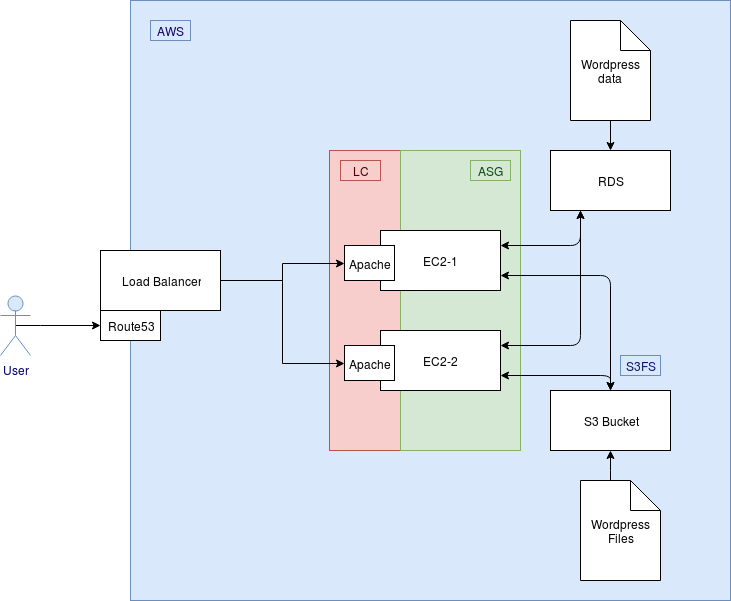 AWS
Wordpress
data
LC
ASG
RDS
EC2-1
Apache
Load Balancer
Route53
User
EC2-2
Apache
S3FS
S3 Bucket
Wordpress
Files